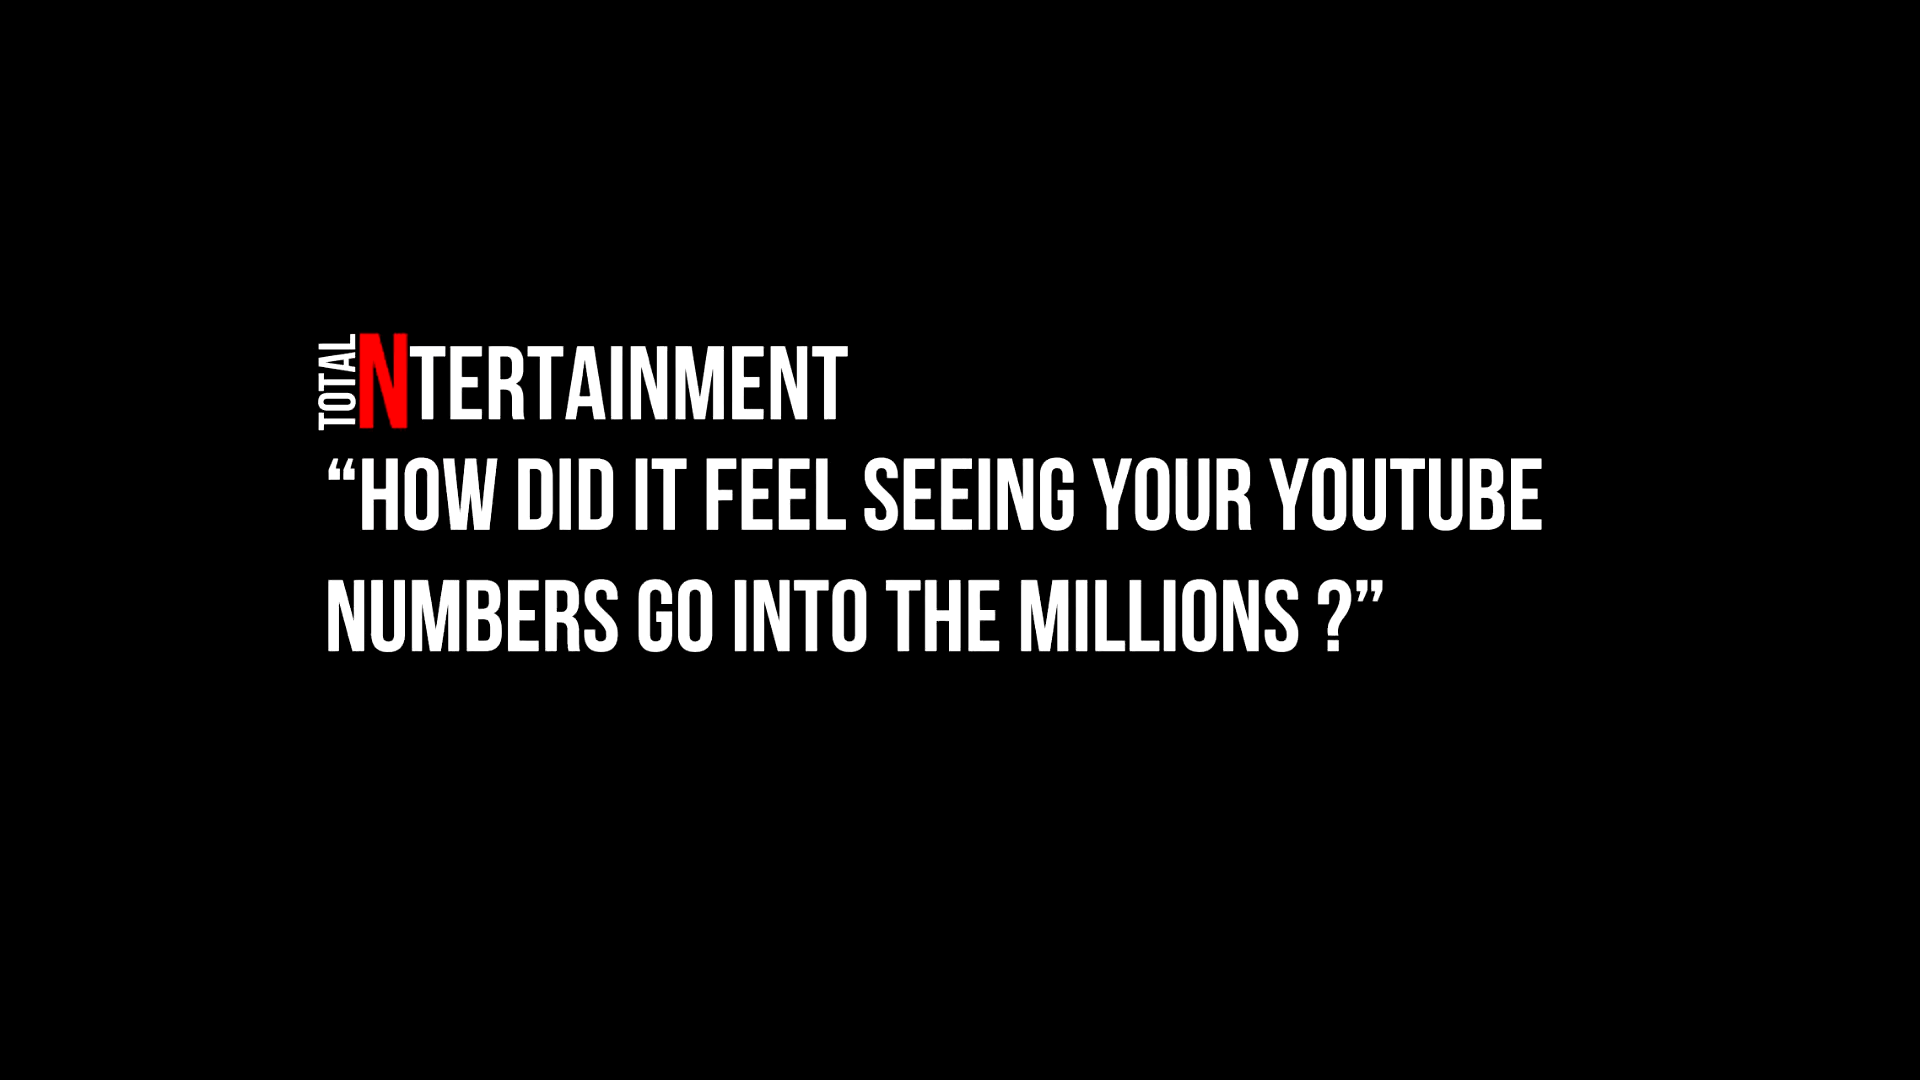 TOTAL NTERTAINMENT
“HOW DID IT FEEL SEEING YOUR YOUTUBE
NUMBERS GO INTO THE MILLIONS ?”